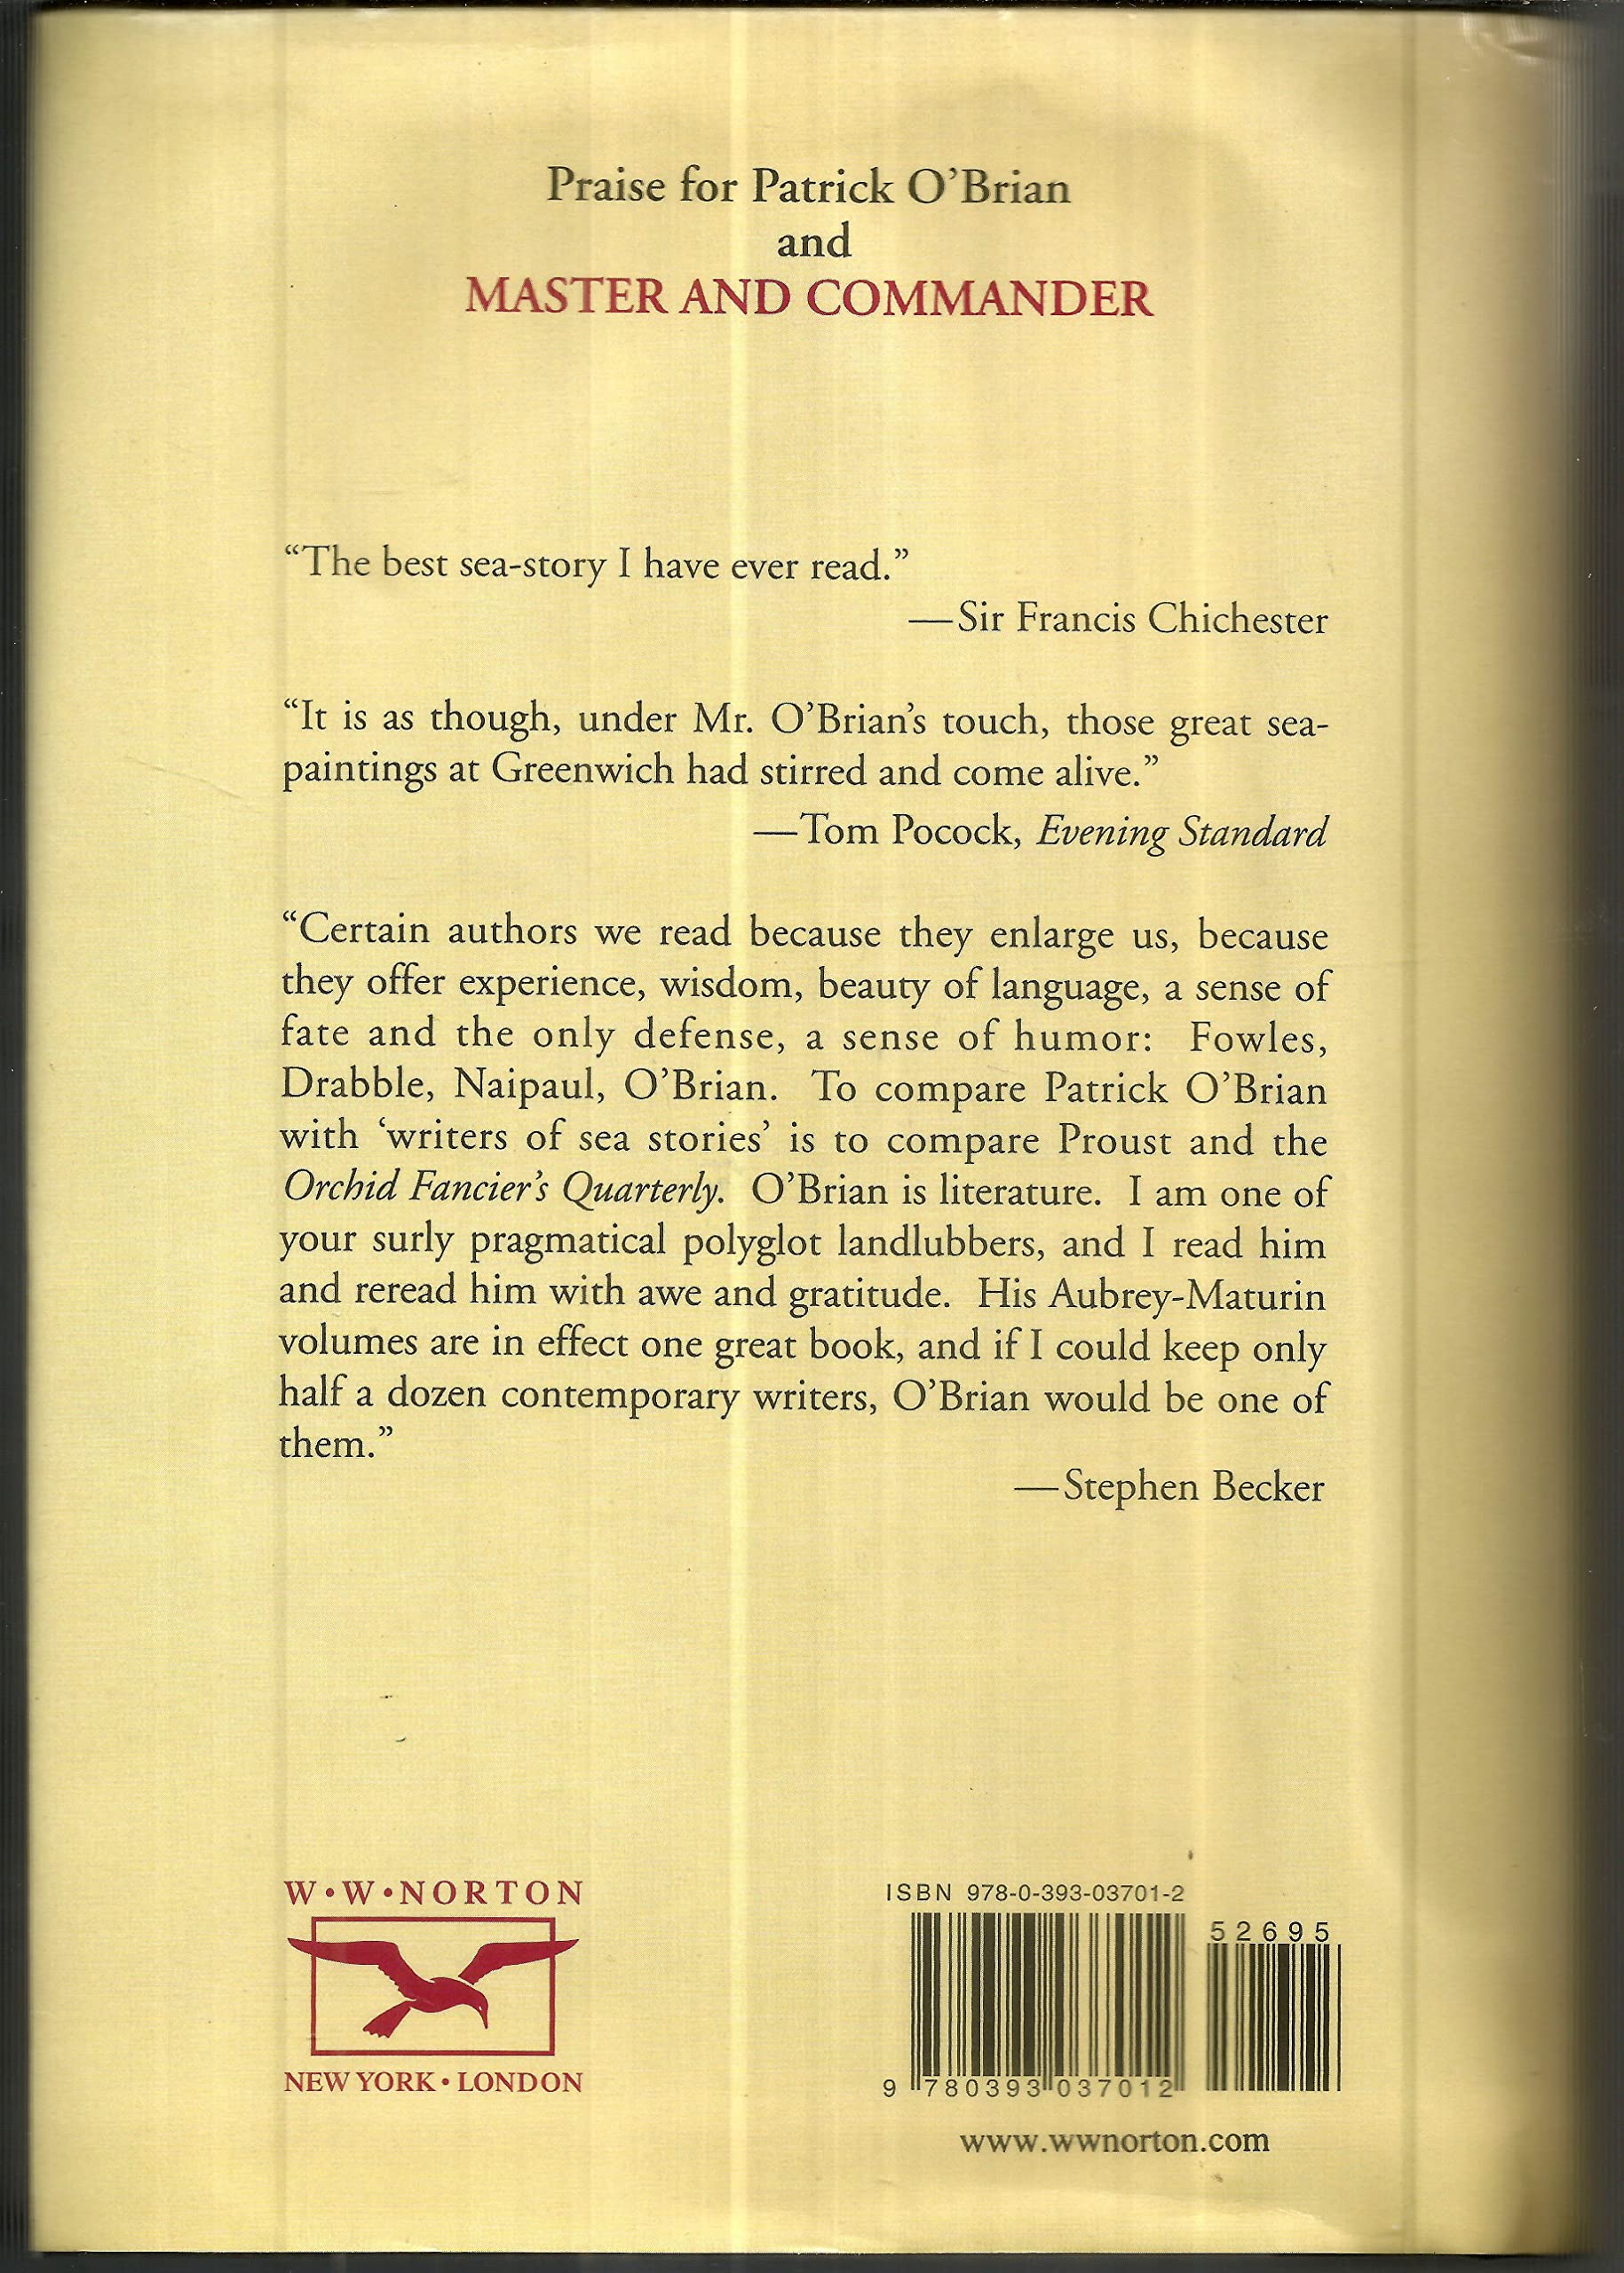 Praise for Patrick O’Brian
and
MASTER AND COMMANDER
“The best sea-story I have ever read.”
—Sir Francis Chichester
“It is as though, under Mr. O’Brian’s touch, those great sea-
paintings at Greenwich had stirred and come alive.”
—Tom Pocock, Evening Standard
“Certain authors we read because they enlarge us, because
they offer experience, wisdom, beauty of language, a sense of
fate and the only defense, a sense of humor: Fowles,
Drabble, Naipaul, O’Brian. To compare Patrick O’Brian
with ‘writers of sea stories’ is to compare Proust and the
Orchid Fancier’s Quarterly. O’Brian is literature. I am one of
your surly pragmatical polyglot landlubbers, and I read him
and reread him with awe and gratitude. His Aubrey-Maturin
volumes are in effect one great book, and if I could keep only
half a dozen contemporary writers, O’Brian would be one of
them.”
—Stephen Becker
W•W•NORTON
NEW YORK • LONDON
ISBN 978-0-393-03701-2
52695
9 780393 037012
www.wwnorton.com